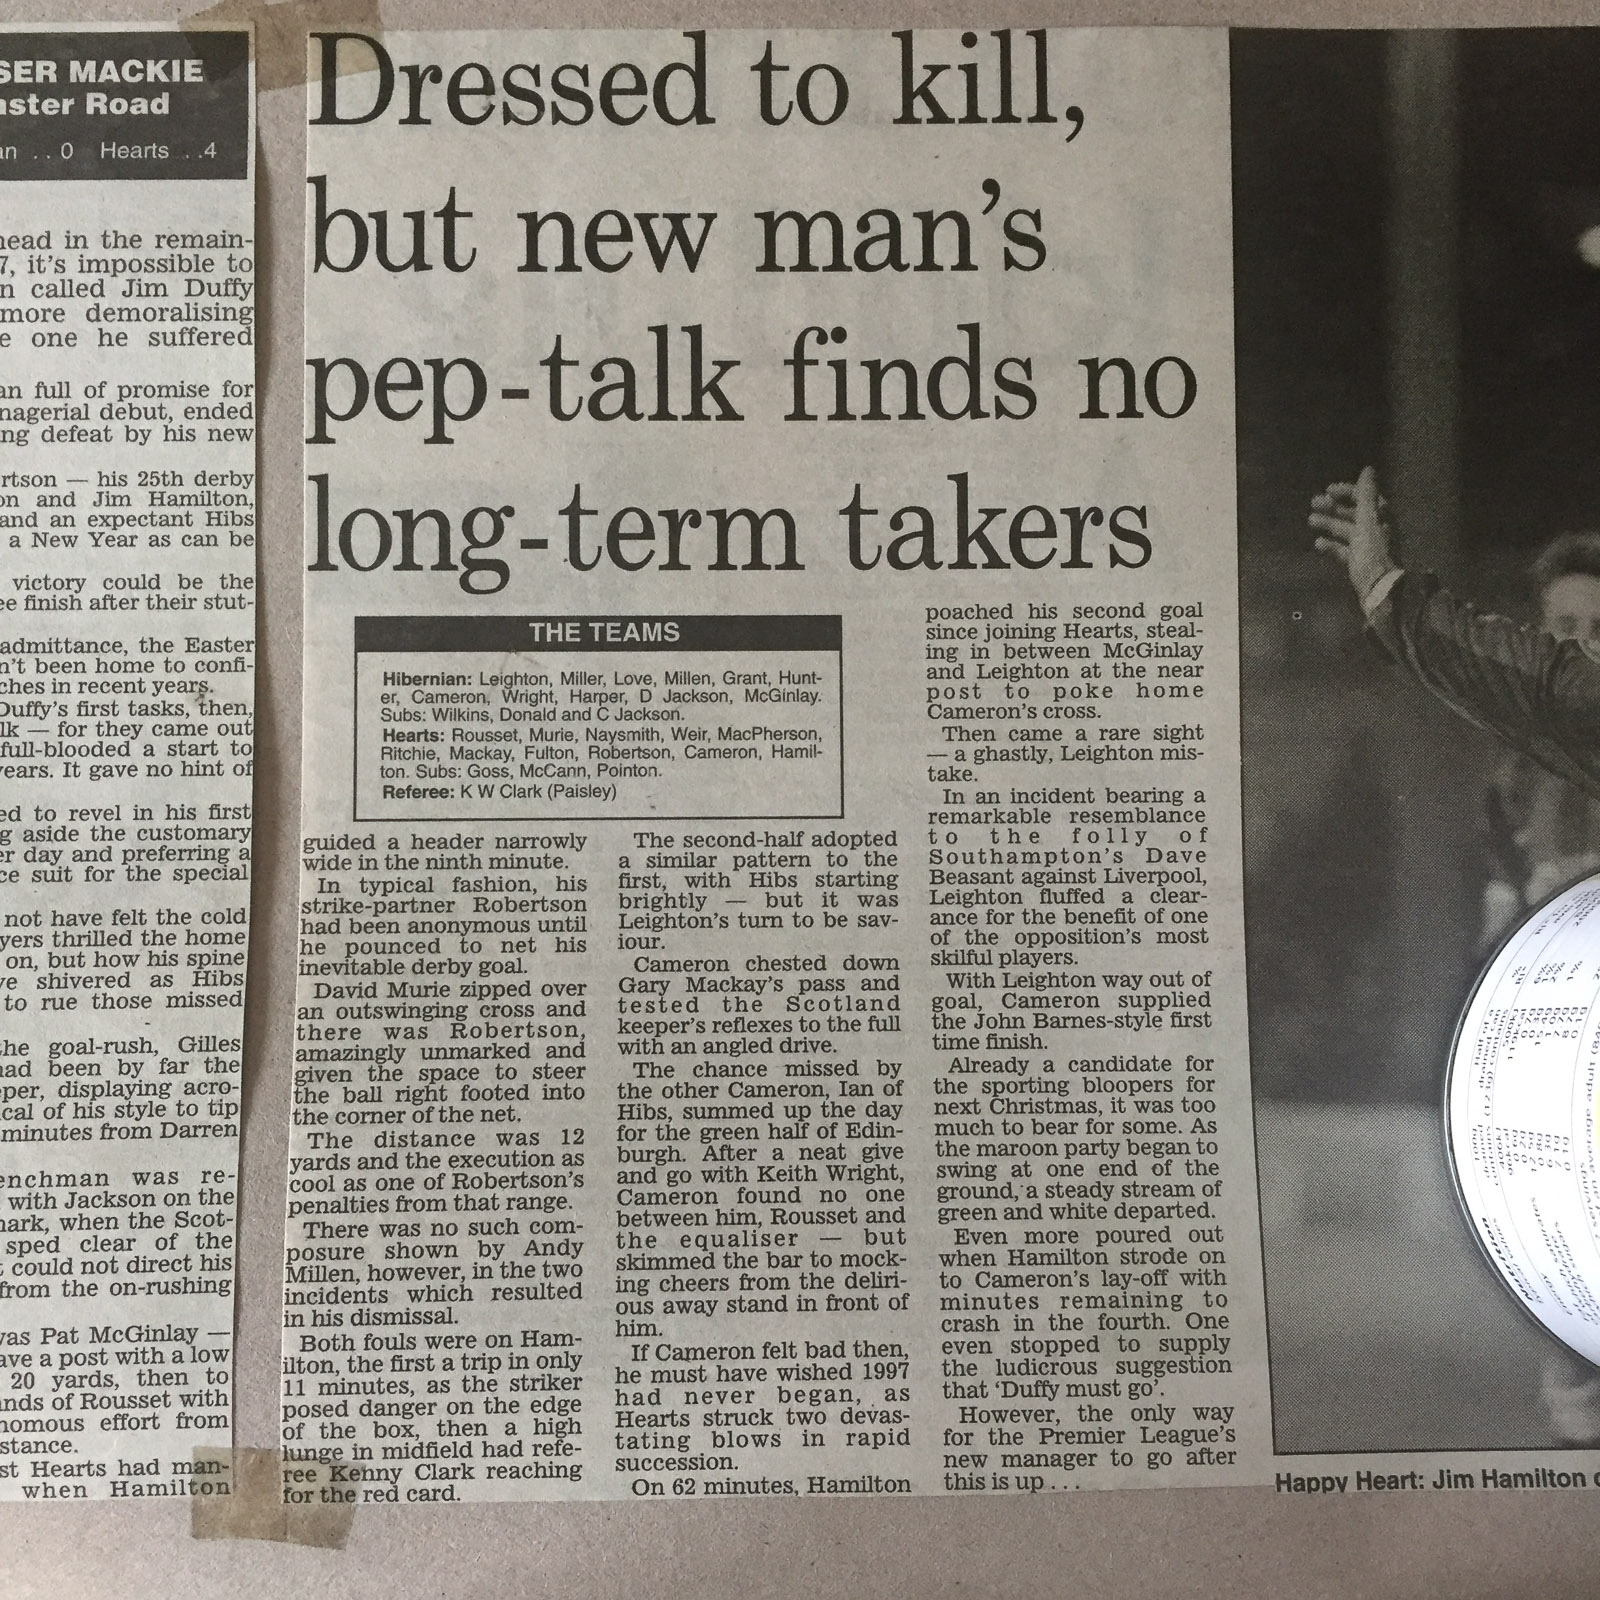 SER MACKIE
ster Road
an . . 0 Hearts . .4
head in the remain-
7, it's impossible to
n called Jim Duffy
more demoralising
e one he suffered
an full of promise for
nagerial debut, ended
ng defeat by his new
rtson — his 25th derby
on and Jim Hamilton,
and an expectant Hibs
a New Year as can be
victory could be the
ee finish after their stut-
admittance, the Easter
n't been home to confi-
ches in recent years.
Duffy's first tasks, then,
lk — for they came out
full-blooded a start to
years. It gave no hint of
ed to revel in his first
g aside the customary
er day and preferring a
ce suit for the special
not have felt the cold
yers thrilled the home
on, but how his spine
ve shivered as Hibs
to rue those missed
he goal-rush, Gilles
had been by far the
eper, displaying acro-
ical of his style to tip
minutes from Darren
enchman was re-
with Jackson on the
mark, when the Scot-
sped clear of the
t could not direct his
from the on-rushing
was Pat McGinlay —
ave a post with a low
20 yards, then to
ands of Rousset with
nomous effort from
stance.
st Hearts had man-
when Hamilton
Dressed to kill,
but new man's
pep-talk finds no
long-term takers
THE TEAMS
Hibernian: Leighton, Miller, Love, Millen, Grant, Hunt-
er, Cameron, Wright, Harper, D Jackson, McGinlay.
Subs: Wilkins, Donald and C Jackson.
Hearts: Rousset, Murie, Naysmith, Weir, MacPherson,
Ritchie, Mackay, Fulton, Robertson, Cameron, Hamil-
ton. Subs: Goss, McCann, Pointon.
Referee: K W Clark (Paisley)
guided a header narrowly
wide in the ninth minute.
In typical fashion, his
strike-partner Robertson
had been anonymous until
he pounced to net his
inevitable derby goal.
David Murie zipped over
an outswinging cross and
there was Robertson,
amazingly unmarked and
given the space to steer
the ball right footed into
the corner of the net.
The distance was 12
yards and the execution as
cool as one of Robertson's
penalties from that range.
There was no such com-
posure shown by Andy
Millen, however, in the two
incidents which resulted
in his dismissal.
Both fouls were on Ham-
ilton, the first a trip in only
11 minutes, as the striker
posed danger on the edge
of the box, then a high
lunge in midfield had refe-
ree Kenny Clark reaching
for the red card.
The second-half adopted
a similar pattern to the
first, with Hibs starting
brightly — but it was
Leighton's turn to be sav-
iour.
Cameron chested down
Gary Mackay's pass and
tested the Scotland
keeper's reflexes to the full
with an angled drive.
The chance missed by
the other Cameron, Ian of
Hibs, summed up the day
for the green half of Edin-
burgh. After a neat give
and go with Keith Wright,
Cameron found no one
between him, Rousset and
the equaliser — but
skimmed the bar to mock-
ing cheers from the deliri-
ous away stand in front of
him.
If Cameron felt bad then,
he must have wished 1997
had never began, as
Hearts struck two devas-
tating blows in rapid
succession.
On 62 minutes, Hamilton
poached his second goal
since joining Hearts, steal-
ing in between McGinlay
and Leighton at the near
post to poke home
Cameron's cross.
Then came a rare sight
— a ghastly, Leighton mis-
take.
In an incident bearing a
remarkable resemblance
to the folly of
Southampton's Dave
Beasant against Liverpool,
Leighton fluffed a clear-
ance for the benefit of one
of the opposition's most
skilful players.
With Leighton way out of
goal, Cameron supplied
the John Barnes-style first
time finish.
Already a candidate for
the sporting bloopers for
next Christmas, it was too
much to bear for some. As
the maroon party began to
swing at one end of the
ground, a steady stream of
green and white departed.
Even more poured out
when Hamilton strode on
to Cameron's lay-off with
minutes remaining to
crash in the fourth. One
even stopped to supply
the ludicrous suggestion
that 'Duffy must go'.
However, the only way
for the Premier League's
new manager to go after
this is up . . .
Happy Heart: Jim Hamilton